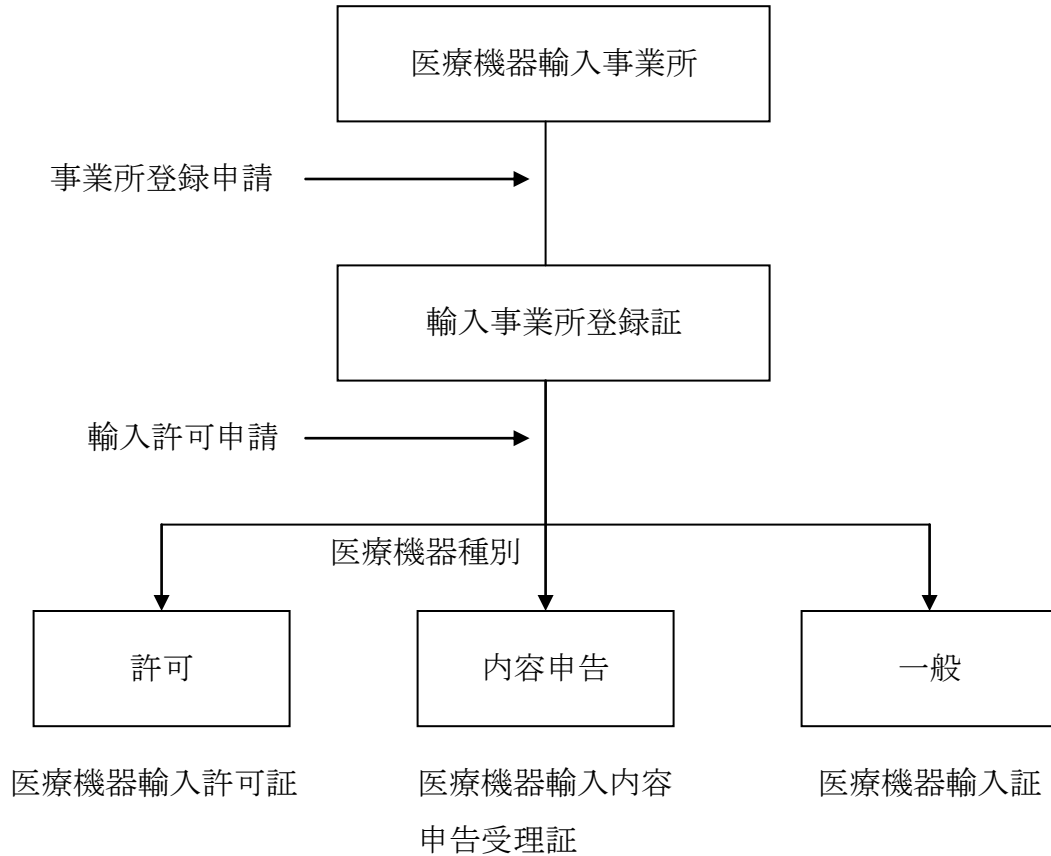 医療機器輸入事業所
事業所登録申請
輸入事業所登録証
輸入許可申請
医療機器種別
許可
内容申告
一般
医療機器輸入許可証
医療機器輸入内容
申告受理証
医療機器輸入証